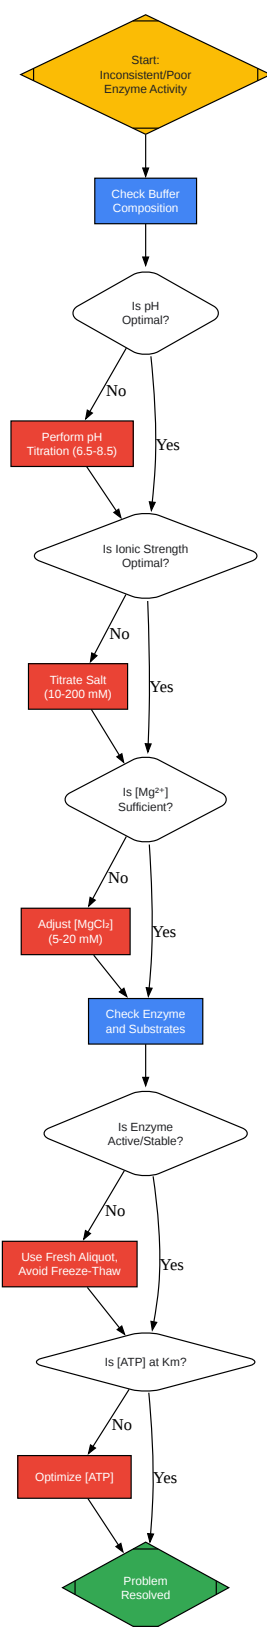 Start:
Inconsistent/Poor
Enzyme Activity
Check Buffer
Composition
Is pH
Optimal?
No
Yes
Perform pH
Titration (6.5-8.5)
Is Ionic Strength
Optimal?
No
Yes
Titrate Salt
(10-200 mM)
Is [Mg²⁺]
Sufficient?
No
Yes
Adjust [MgCl₂]
(5-20 mM)
Check Enzyme
and Substrates
Is Enzyme
Active/Stable?
No
Yes
Use Fresh Aliquot,
Avoid Freeze-Thaw
Is [ATP] at Km?
No
Yes
Optimize [ATP]
Problem
Resolved